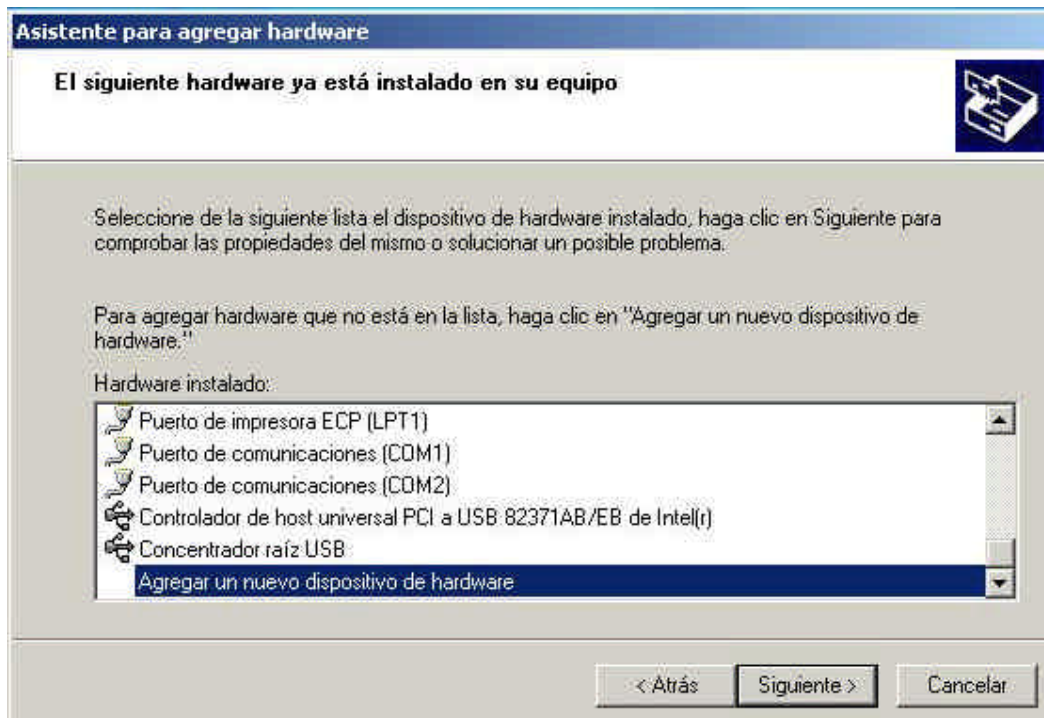 Asistente para agregar hardware
El siguiente hardware ya está instalado en su equipo
Seleccione de la siguiente lista el dispositivo de hardware instalado, haga clic en Siguiente para
comprobar las propiedades del mismo o solucionar un posible problema.
Para agregar hardware que no está en la lista, haga clic en "Agregar un nuevo dispositivo de
hardware."
Hardware instalado:
Puerto de impresora ECP (LPT1)
Puerto de comunicaciones (COM1)
Puerto de comunicaciones (COM2)
Controlador de host universal PCI a USB 82371AB/EB de Intel(r)
Concentrador raíz USB
Agregar un nuevo dispositivo de hardware
< Atrás
Siguiente >
Cancelar